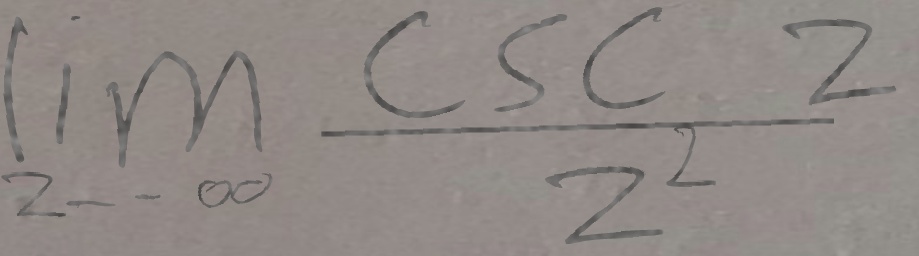 lim csc z
z -- ∞ z²